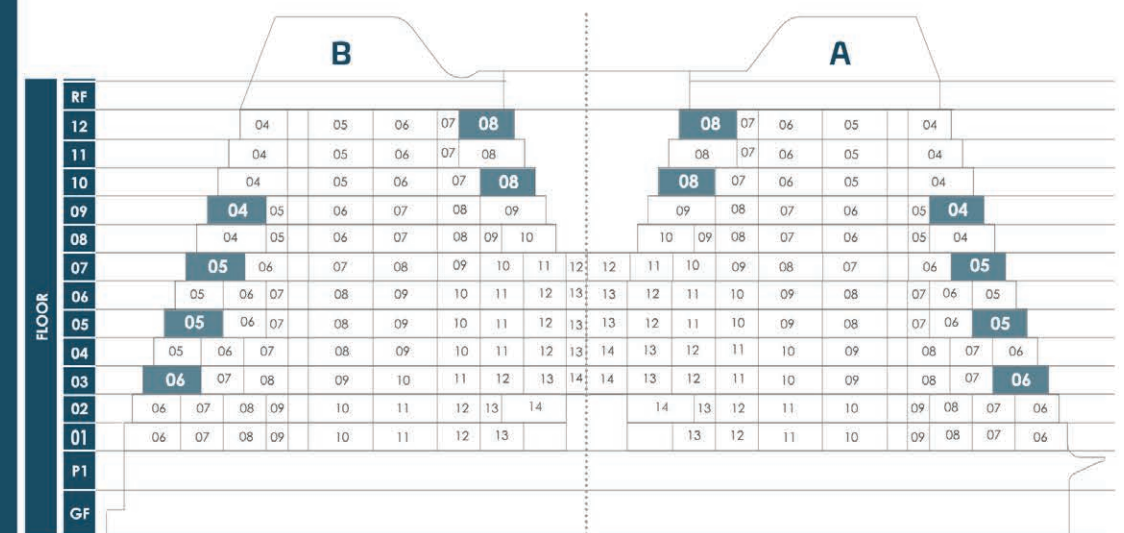 B A
RF
12 04 05 06 07 08 08 07 06 05 04
11 04 05 06 07 08 08 07 06 05 04
10 04 05 06 07 08 08 07 06 05 04
09 04 05 06 07 08 09 09 08 07 06 05 04
08 04 05 06 07 08 09 10 10 09 08 07 06 05 04
07 05 06 07 08 09 10 11 12 12 11 10 09 08 07 06 05
06 05 06 07 08 09 10 11 12 13 13 12 11 10 09 08 07 06 05
05 05 06 07 08 09 10 11 12 13 13 12 11 10 09 08 07 06 05
04 05 06 07 08 09 10 11 12 13 14 13 12 11 10 09 08 07 06
03 06 07 08 09 10 11 12 13 14 14 13 12 11 10 09 08 07 06
02 06 07 08 09 10 11 12 13 14 14 13 12 11 10 09 08 07 06
01 06 07 08 09 10 11 12 13 13 12 11 10 09 08 07 06
P1
GF
FLOOR